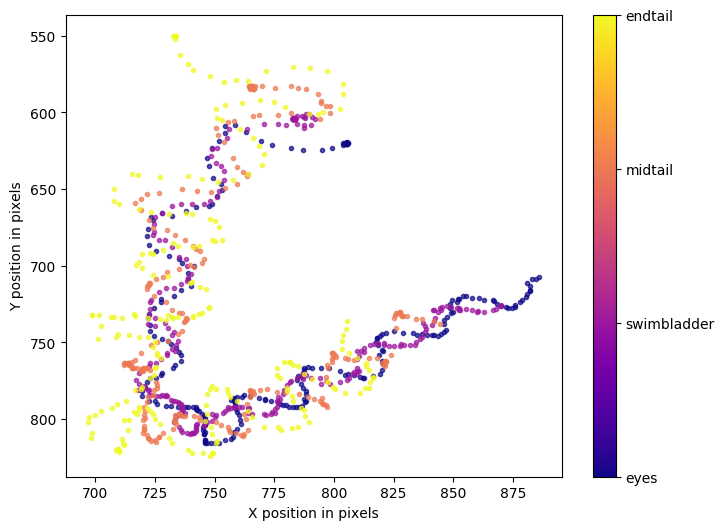 550
600
650
700
750
800
700
725
750
775
800
825
850
875
X position in pixels
Y position in pixels
endtail
midtail
swimbladder
eyes